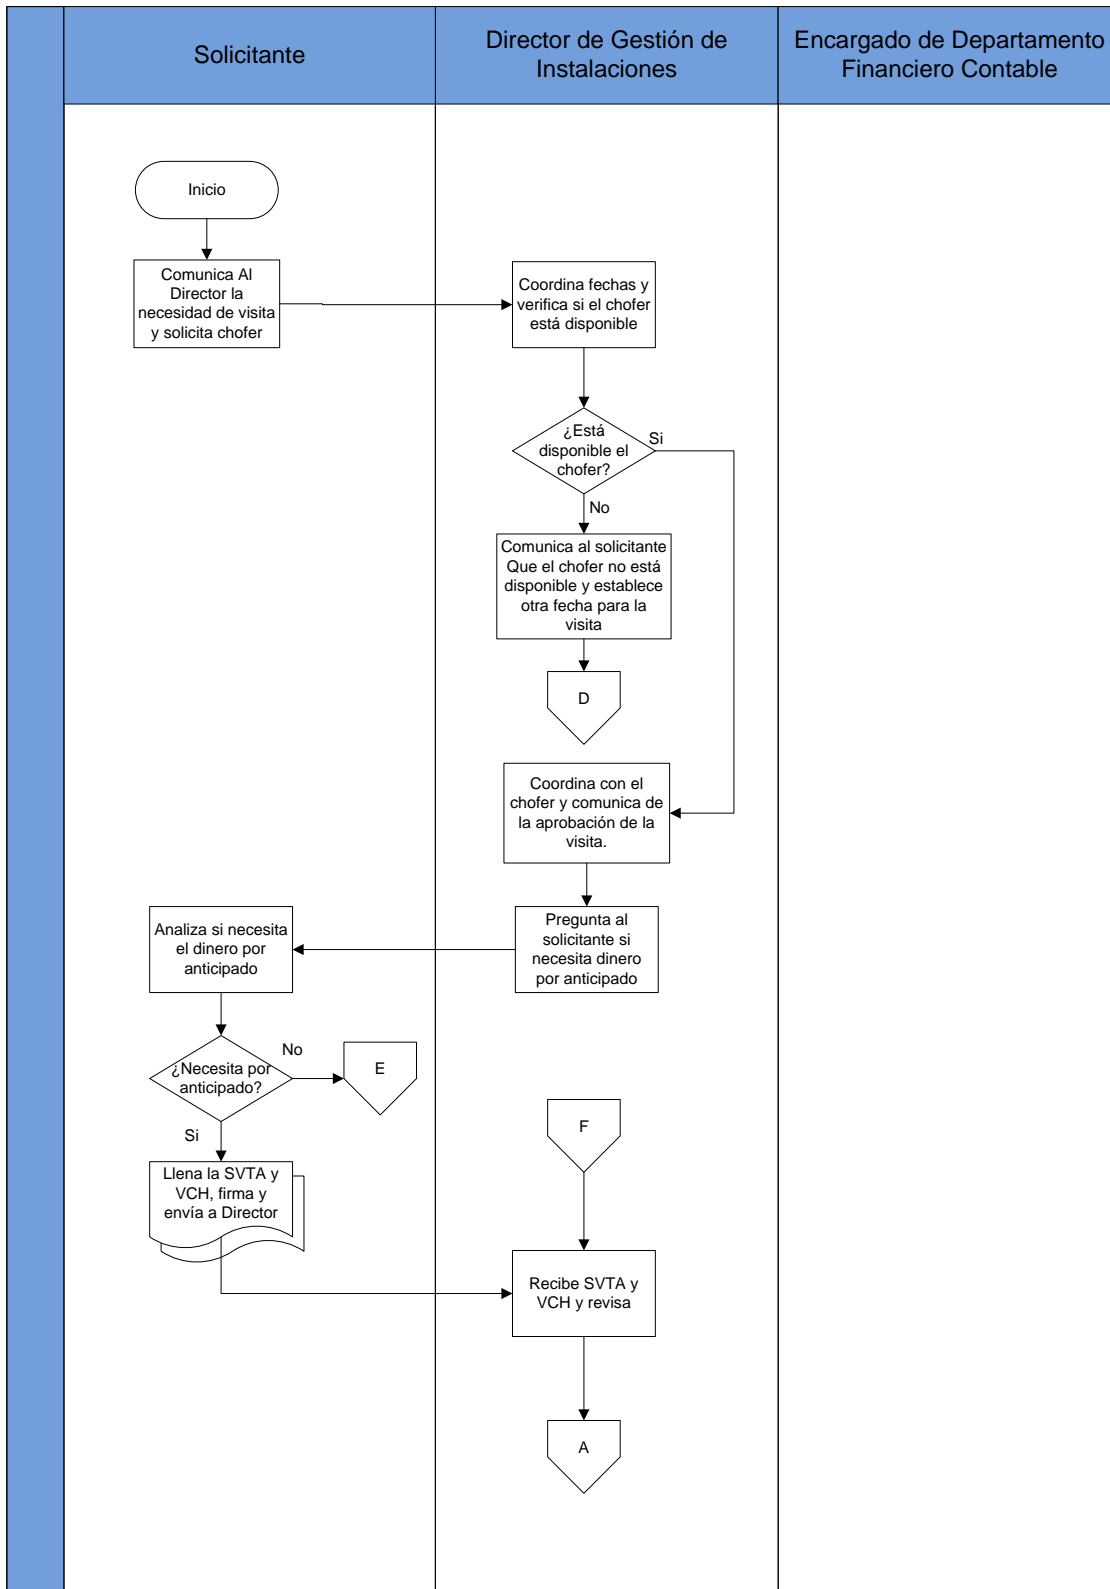 Solicitante
Director de Gestión de
Instalaciones
Encargado de Departamento
Financiero Contable
Inicio
Comunica Al
Director la
necesidad de visita
y solicita chofer
Coordina fechas y
verifica si el chofer
está disponible
¿Está
disponible el
chofer?
Si
No
Comunica al solicitante
Que el chofer no está
disponible y establece
otra fecha para la
visita
D
Coordina con el
chofer y comunica de
la aprobación de la
visita.
Pregunta al
solicitante si
necesita dinero
por anticipado
Analiza si necesita
el dinero por
anticipado
¿Necesita por
anticipado?
No
E
Si
Llena la SVTA y
VCH, firma y
envía a Director
F
Recibe SVTA y
VCH y revisa
A